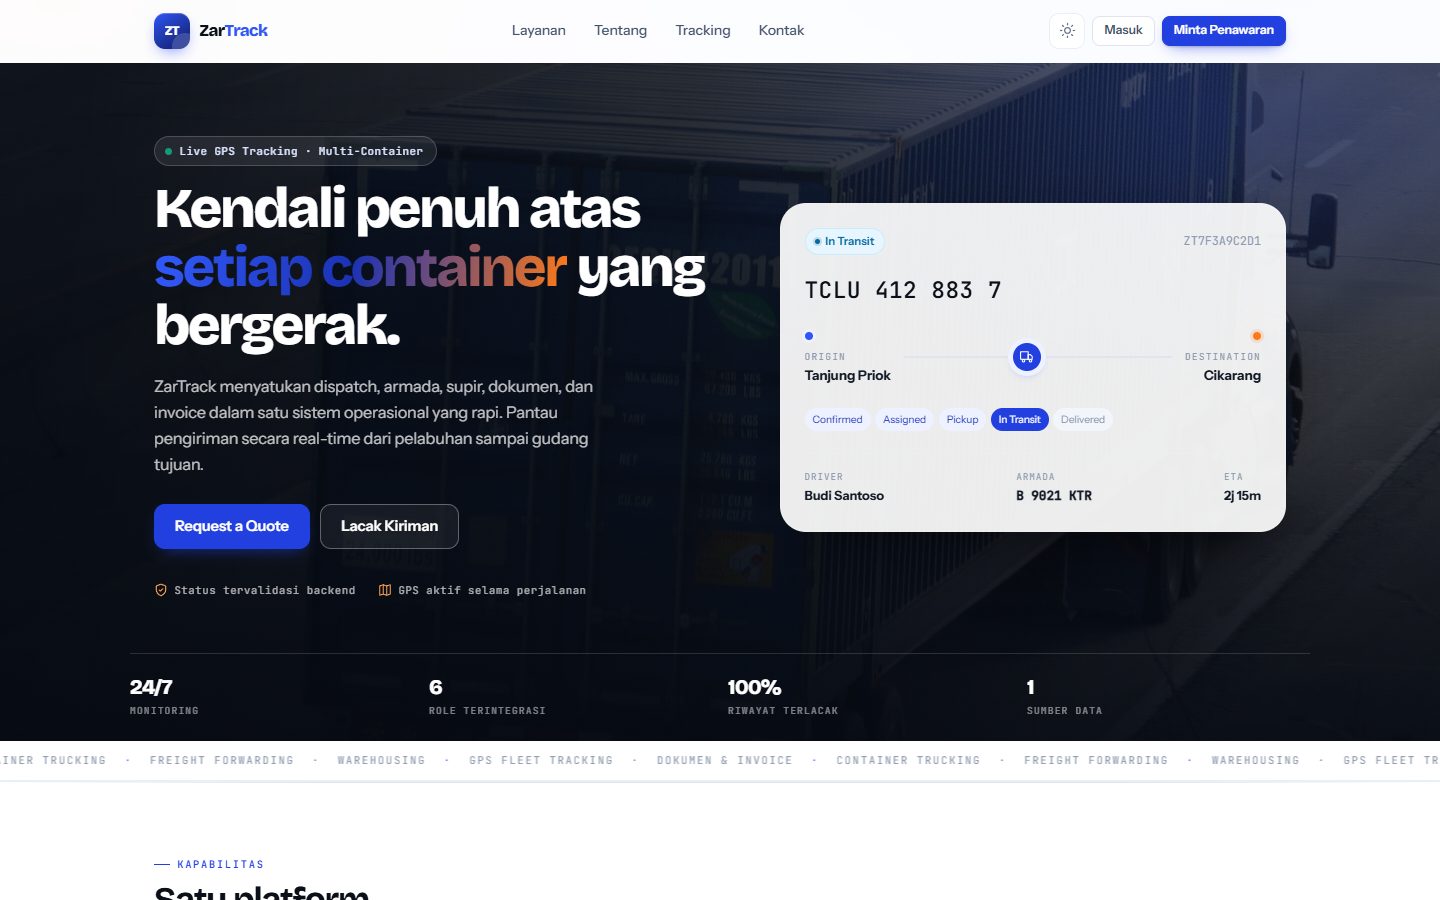 ZT ZarTrack
Layanan Tentang Tracking Kontak
Masuk
Minta Penawaran
Live GPS Tracking · Multi-Container
Kendali penuh atas
setiap container yang
bergerak.
ZarTrack menyatukan dispatch, armada, supir, dokumen, dan
invoice dalam satu sistem operasional yang rapi. Pantau
pengiriman secara real-time dari pelabuhan sampai gudang
tujuan.
Request a Quote
Lacak Kiriman
Status tervalidasi backend
GPS aktif selama perjalanan
In Transit
ZT7F3A9C2D1
TCLU 412 883 7
ORIGIN
Tanjung Priok
DESTINATION
Cikarang
Confirmed Assigned Pickup In Transit Delivered
DRIVER
Budi Santoso
ARMADA
B 9021 KTR
ETA
2j 15m
24/7
MONITORING
6
ROLE TERINTEGRASI
100%
RIWAYAT TERLACAK
1
SUMBER DATA
AINER TRUCKING · FREIGHT FORWARDING · WAREHOUSING · GPS FLEET TRACKING · DOKUMEN & INVOICE · CONTAINER TRUCKING · FREIGHT FORWARDING · WAREHOUSING · GPS FLEET TR
KAPABILITAS
Satu platform